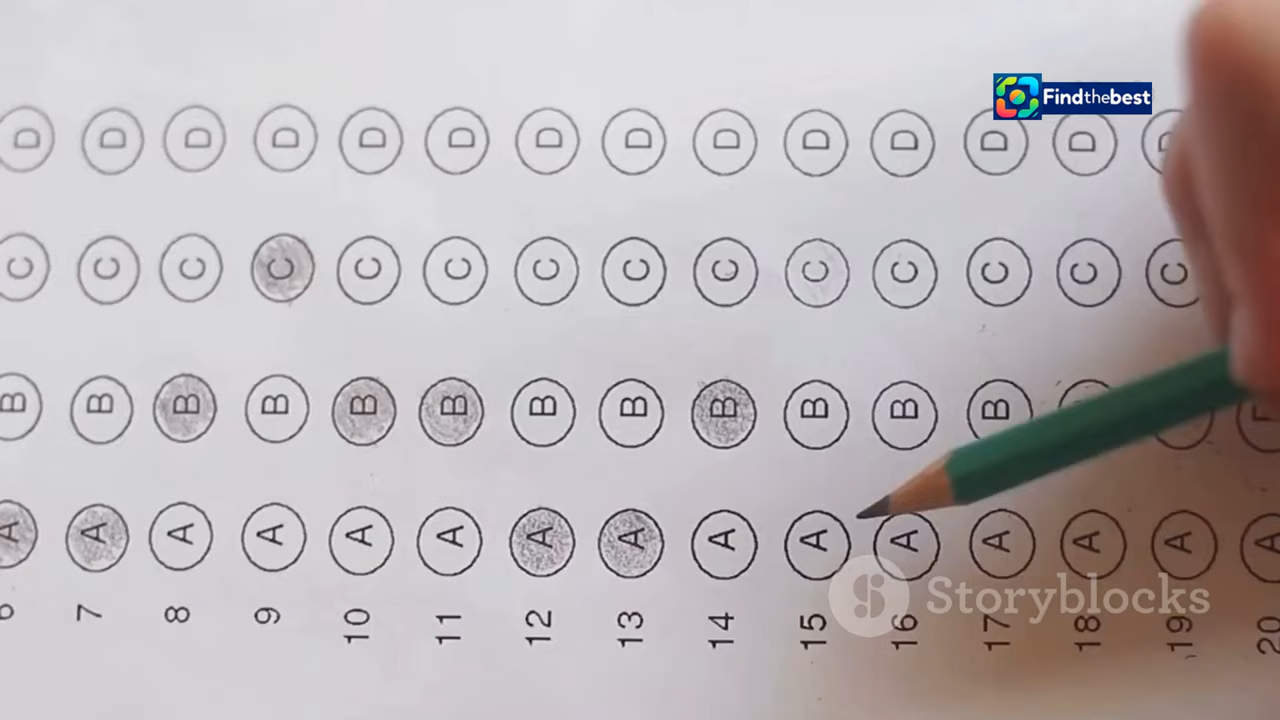 Findthebest
D D D D D D D D D D D D D
C C C C C C C C C C C C C C
B B B B B B B B B B B B
A A A A A A A A A A A A A A A
7 8 9 10 11 12 13 14 15 16 17 18 19 20
Storyblocks